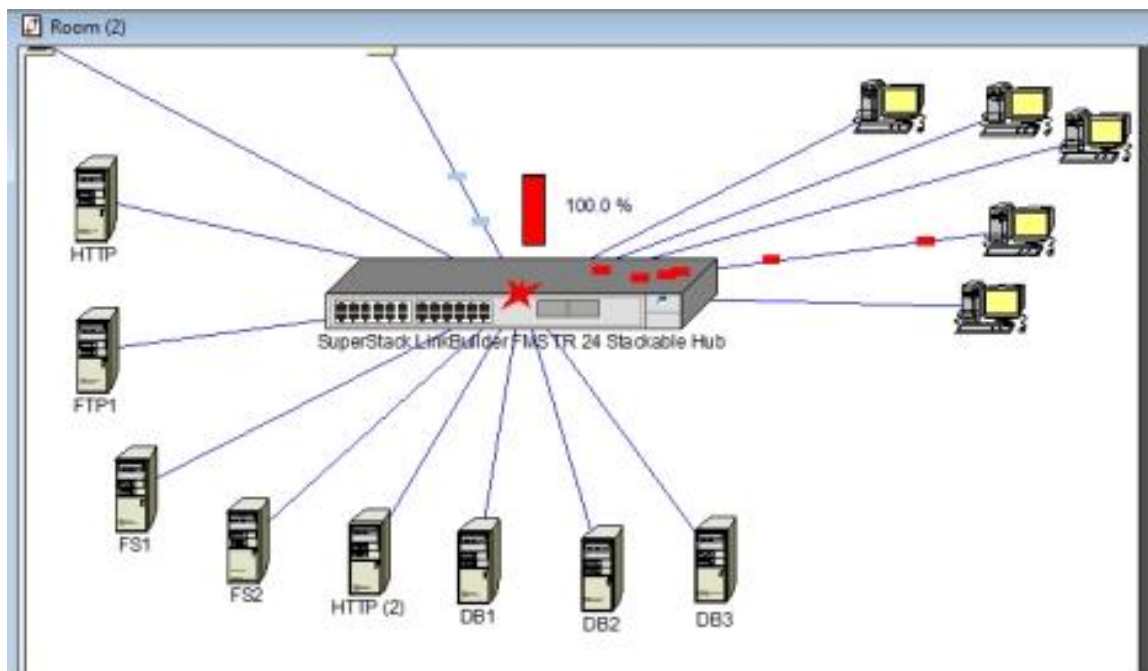 Room (2)
100.0 %
HTTP
SuperStack LinkBuilder FMS TR 24 Stackable Hub
FTP1
FS1
FS2
HTTP (2)
DB1
DB2
DB3